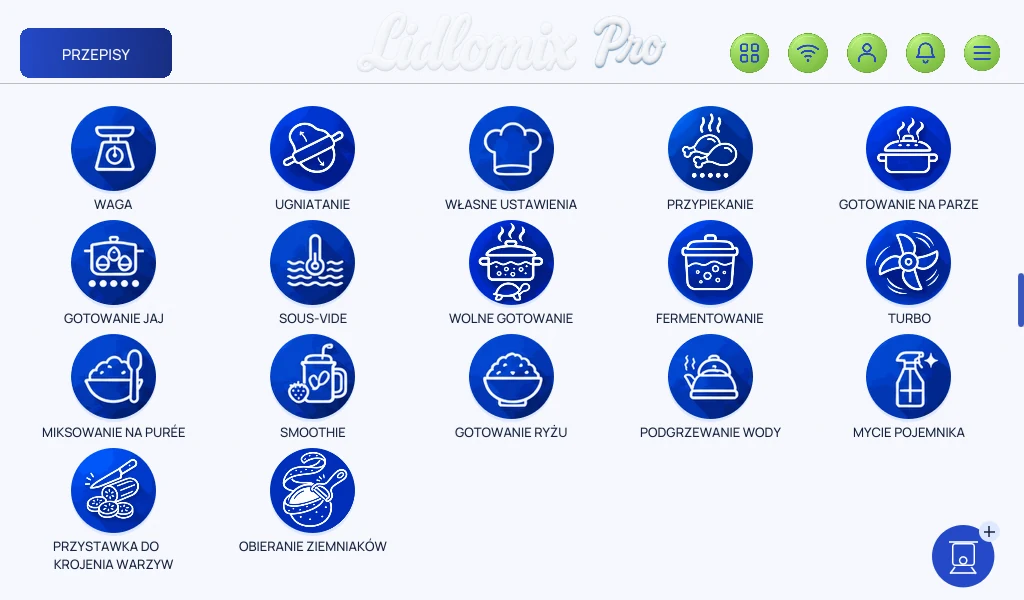 PRZEPISY
Lidlomix Pro
WAGA
UGNIATANIE
WŁASNE USTAWIENIA
PRZYPIEKANIE
GOTOWANIE NA PARZE
GOTOWANIE JAJ
SOUS-VIDE
WOLNE GOTOWANIE
FERMENTOWANIE
TURBO
MIKSOWANIE NA PURÉE
SMOOTHIE
GOTOWANIE RYŻU
PODGRZEWANIE WODY
MYCIE POJEMNIKA
PRZYSTAWKA DO
KROJENIA WARZYW
OBIERANIE ZIEMNIAKÓW